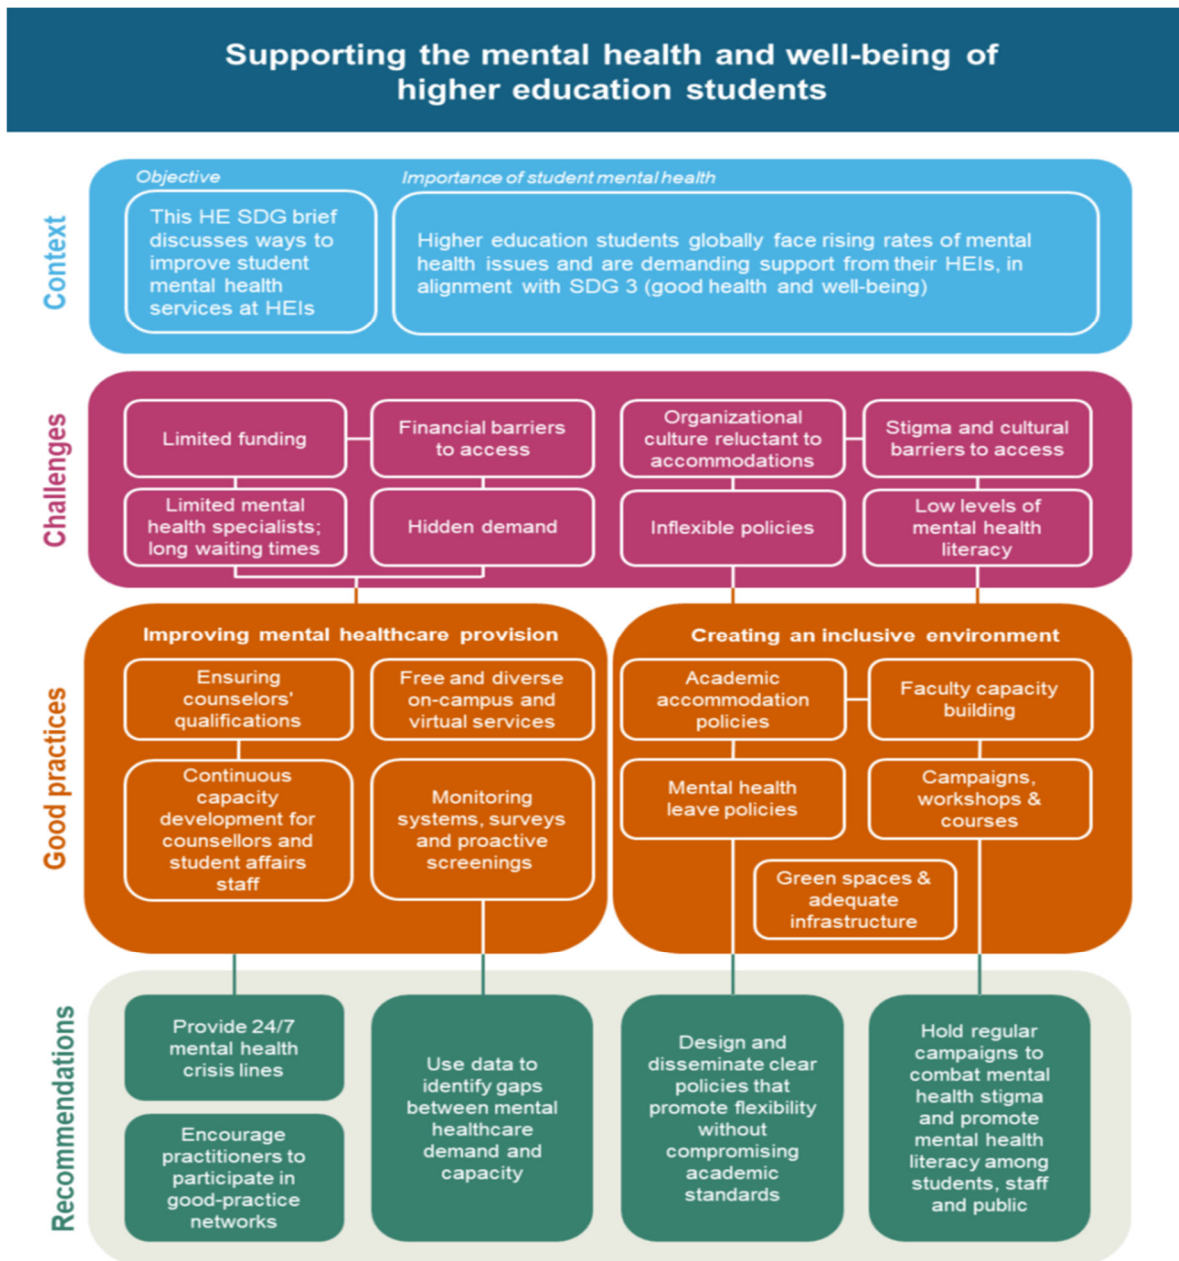 Supporting the mental health and well-being of
higher education students
Context
Objective
This HE SDG brief
discusses ways to
improve student
mental health
services at HEIs
Importance of student mental health
Higher education students globally face rising rates of mental
health issues and are demanding support from their HEIs, in
alignment with SDG 3 (good health and well-being)
Challenges
Limited funding
Financial barriers
to access
Organizational
culture reluctant to
accommodations
Stigma and cultural
barriers to access
Limited mental
health specialists;
long waiting times
Hidden demand
Inflexible policies
Low levels of
mental health
literacy
Good practices
Improving mental healthcare provision
Ensuring
counselors'
qualifications
Free and diverse
on-campus and
virtual services
Continuous
capacity
development for
counsellors and
student affairs
staff
Monitoring
systems, surveys
and proactive
screenings
Creating an inclusive environment
Academic
accommodation
policies
Faculty capacity
building
Mental health
leave policies
Campaigns,
workshops &
courses
Green spaces &
adequate
infrastructure
Recommendations
Provide 24/7
mental health
crisis lines
Encourage
practitioners to
participate in
good-practice
networks
Use data to
identify gaps
between mental
healthcare
demand and
capacity
Design and
disseminate clear
policies that
promote flexibility
without
compromising
academic
standards
Hold regular
campaigns to
combat mental
health stigma
and promote
mental health
literacy among
students, staff
and public